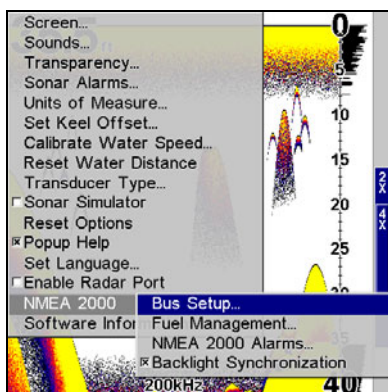 Screen...
Sounds...
Transparency...
Sonar Alarms...
Units of Measure...
Set Keel Offset...
Calibrate Water Speed...
Reset Water Distance
Transducer Type...
Sonar Simulator
Reset Options
Popup Help
Set Language...
Enable Radar Port
NMEA 2000
Software Infor
Bus Setup...
Fuel Management...
NMEA 2000 Alarms...
Backlight Synchronization
0
5
10
15
20
25
40
200kHz
2X
4X